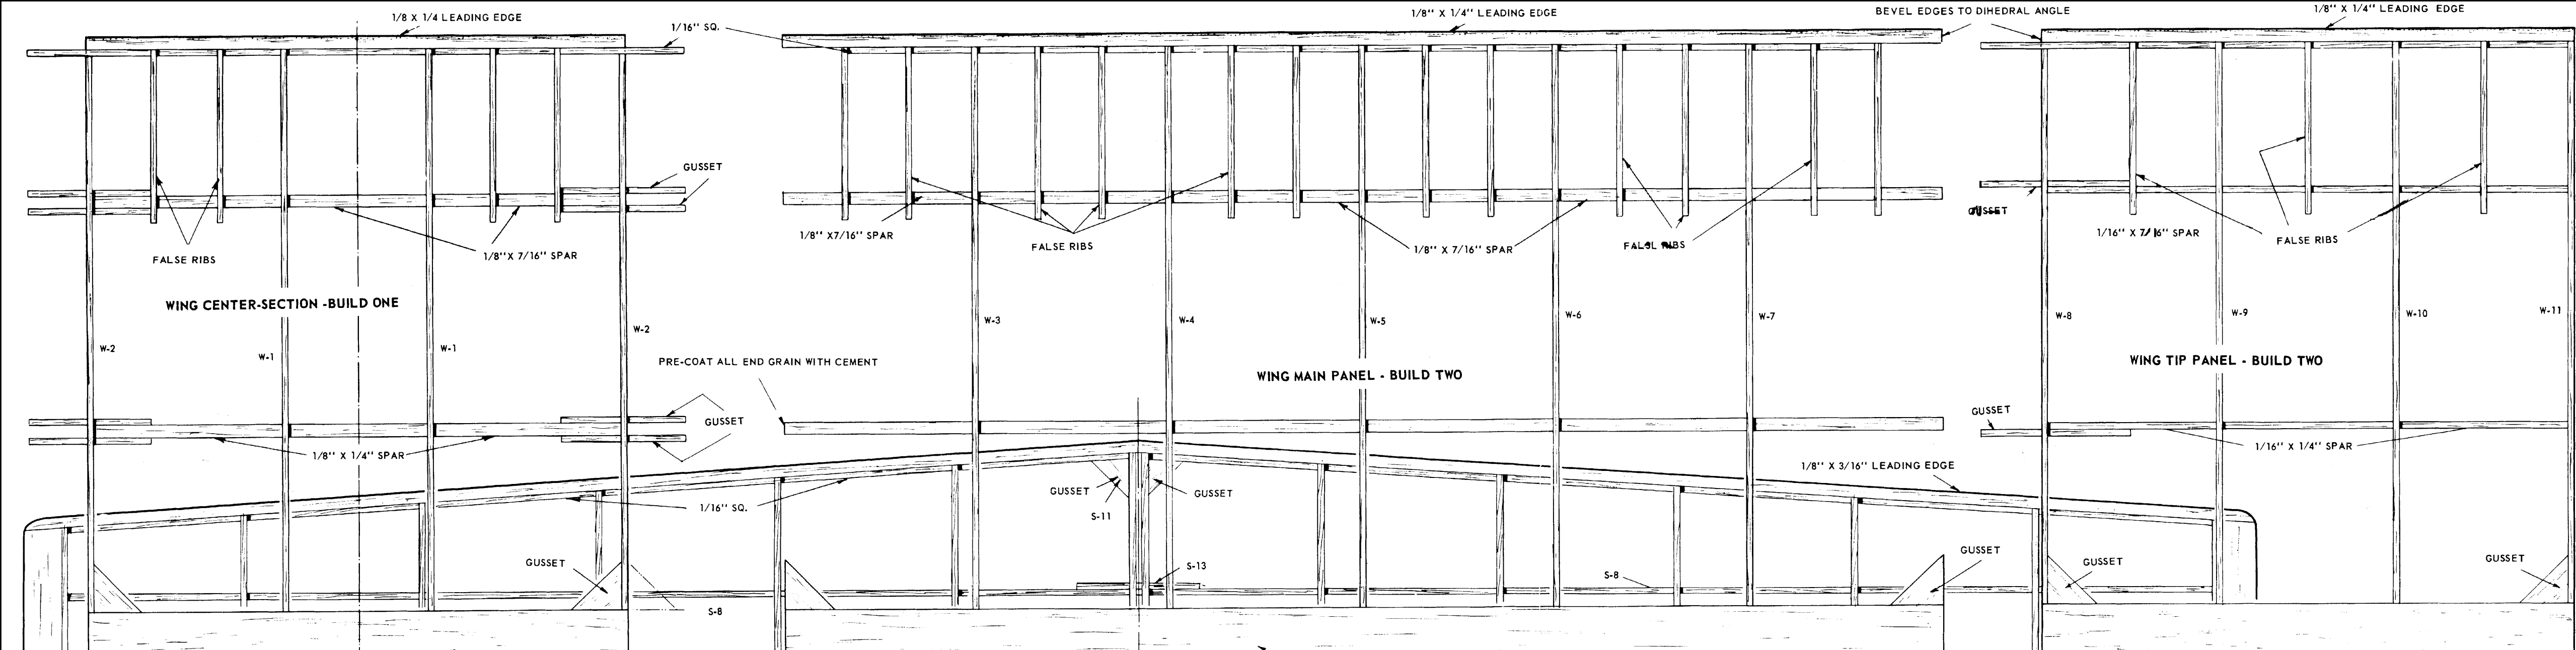 1/8 X 1/4 LEADING EDGE
1/16'' SQ.
1/8'' X 1/4'' LEADING EDGE
BEVEL EDGES TO DIHEDRAL ANGLE
1/8'' X 1/4'' LEADING EDGE
GUSSET
FALSE RIBS
1/8''X 7/16'' SPAR
1/8'' X7/16'' SPAR
FALSE RIBS
1/8'' X 7/16'' SPAR
RIBS
GUSSET
1/16'' X 7/16'' SPAR
FALSE RIBS
WING CENTER-SECTION -BUILD ONE
W-2
W-1
W-1
W-2
W-3
W-4
W-5
W-6
W-7
W-8
W-9
W-10
W-11
PRE-COAT ALL END GRAIN WITH CEMENT
WING MAIN PANEL - BUILD TWO
WING TIP PANEL - BUILD TWO
GUSSET
GUSSET
1/8'' X 1/4'' SPAR
1/16'' X 1/4'' SPAR
1/8'' X 3/16'' LEADING EDGE
1/16'' SQ.
GUSSET
S-11
GUSSET
GUSSET
S-13
S-8
S-8
GUSSET
GUSSET
GUSSET